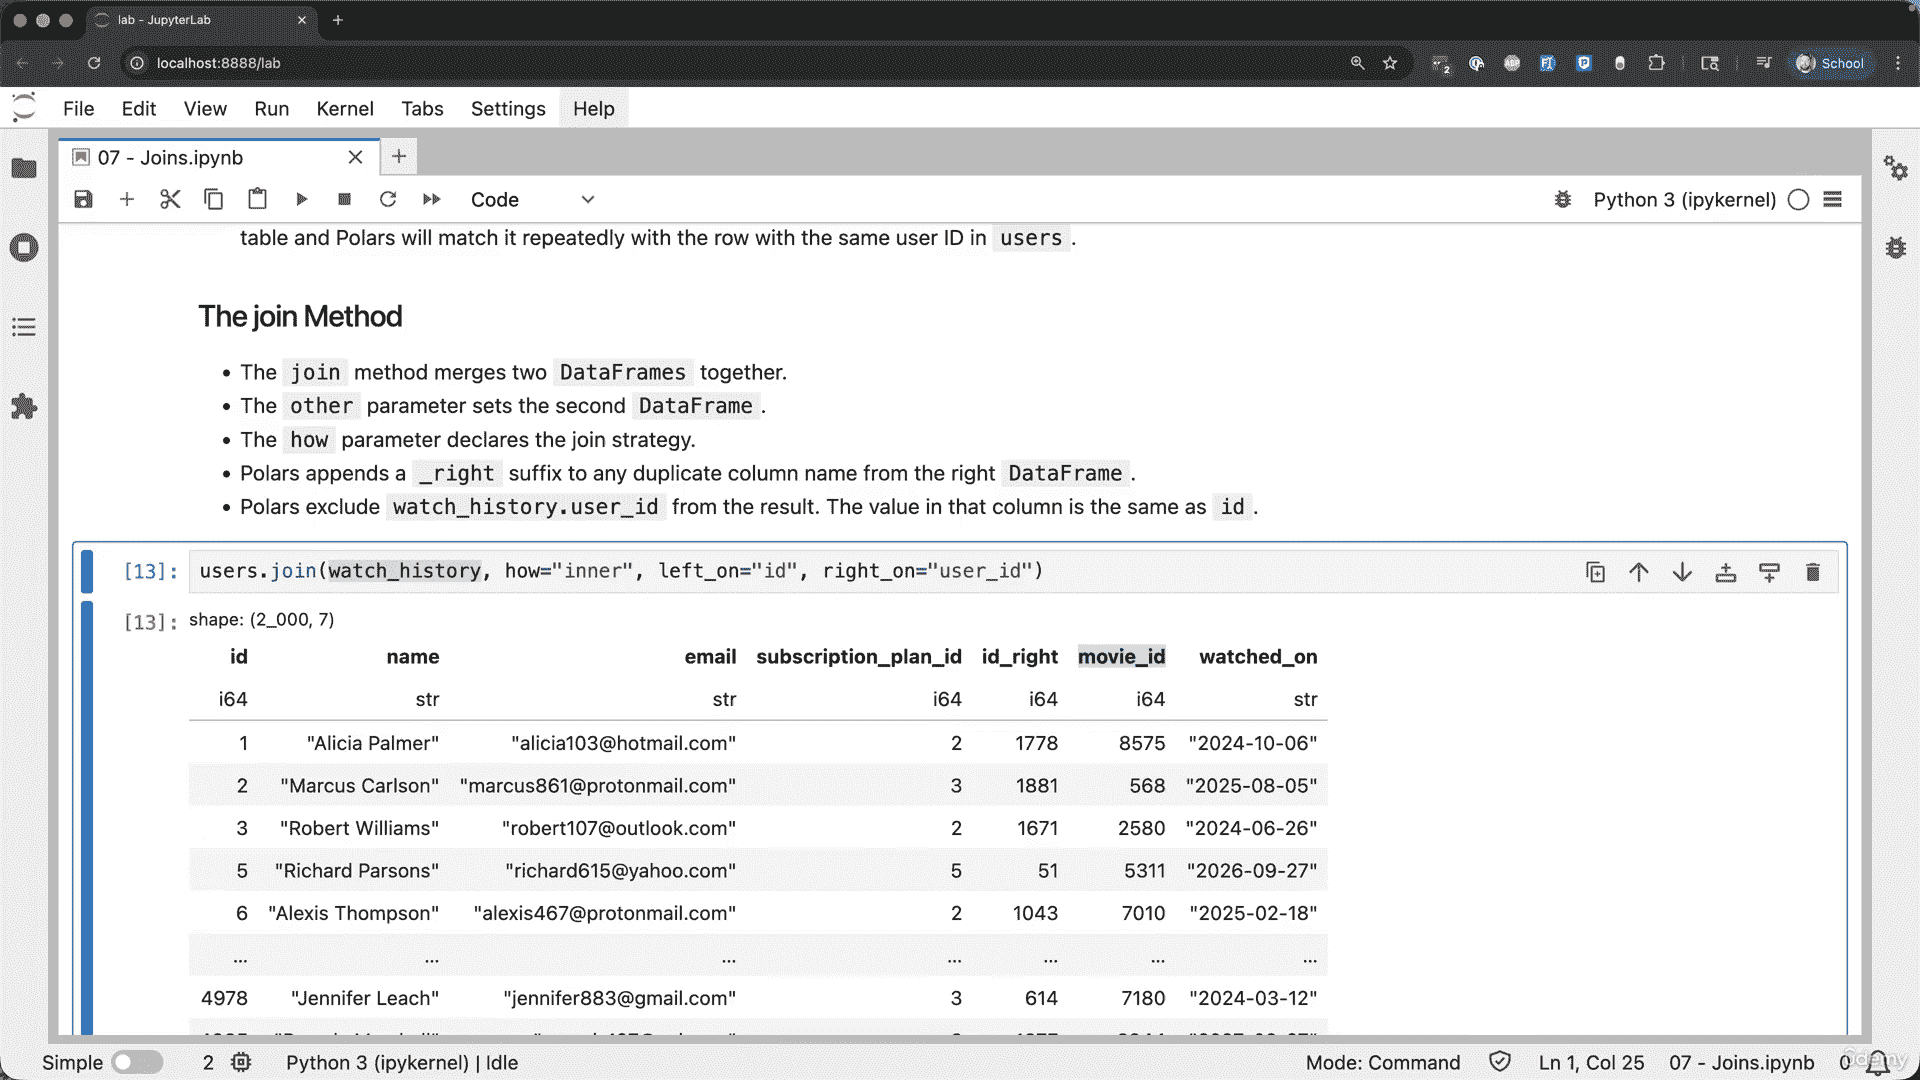 lab - JupyterLab
localhost:8888/lab
2
School
File Edit View Run Kernel Tabs Settings Help
07 - Joins.ipynb
Code
Python 3 (ipykernel)
table and Polars will match it repeatedly with the row with the same user ID in users .
The join Method
• The join method merges two DataFrames together.
• The other parameter sets the second DataFrame .
• The how parameter declares the join strategy.
• Polars appends a _right suffix to any duplicate column name from the right DataFrame .
• Polars exclude watch_history.user_id from the result. The value in that column is the same as id .
[13]: users.join(watch_history, how="inner", left_on="id", right_on="user_id")
[13]: shape: (2_000, 7)
id name email subscription_plan_id id_right movie_id watched_on
i64 str str i64 i64 i64 str
1 "Alicia Palmer" "alicia103@hotmail.com" 2 1778 8575 "2024-10-06"
2 "Marcus Carlson" "marcus861@protonmail.com" 3 1881 568 "2025-08-05"
3 "Robert Williams" "robert107@outlook.com" 2 1671 2580 "2024-06-26"
5 "Richard Parsons" "richard615@yahoo.com" 5 51 5311 "2026-09-27"
6 "Alexis Thompson" "alexis467@protonmail.com" 2 1043 7010 "2025-02-18"
… … … … … … …
4978 "Jennifer Leach" "jennifer883@gmail.com" 3 614 7180 "2024-03-12"
Simple 2 Python 3 (ipykernel) | Idle Mode: Command Ln 1, Col 25 07 - Joins.ipynb 0
udemy